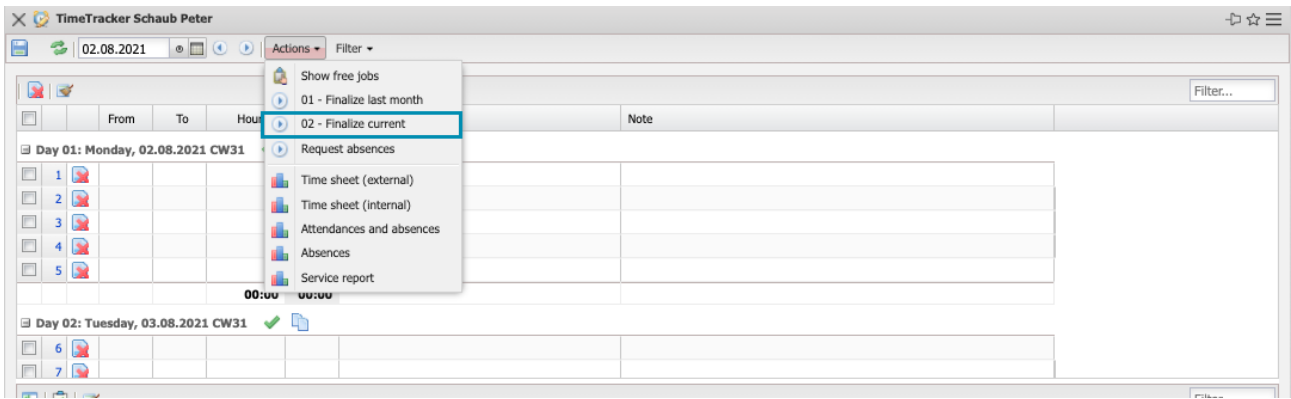 TimeTracker Schaub Peter
02.08.2021 Actions Filter
Show free jobs
Filter...
01 - Finalize last month
From To Hour Note
02 - Finalize current
Day 01: Monday, 02.08.2021 CW31
Request absences
1
Time sheet (external)
2
Time sheet (internal)
3
Attendances and absences
4
Absences
5
Service report
00:00 00:00
Day 02: Tuesday, 03.08.2021 CW31
6
7